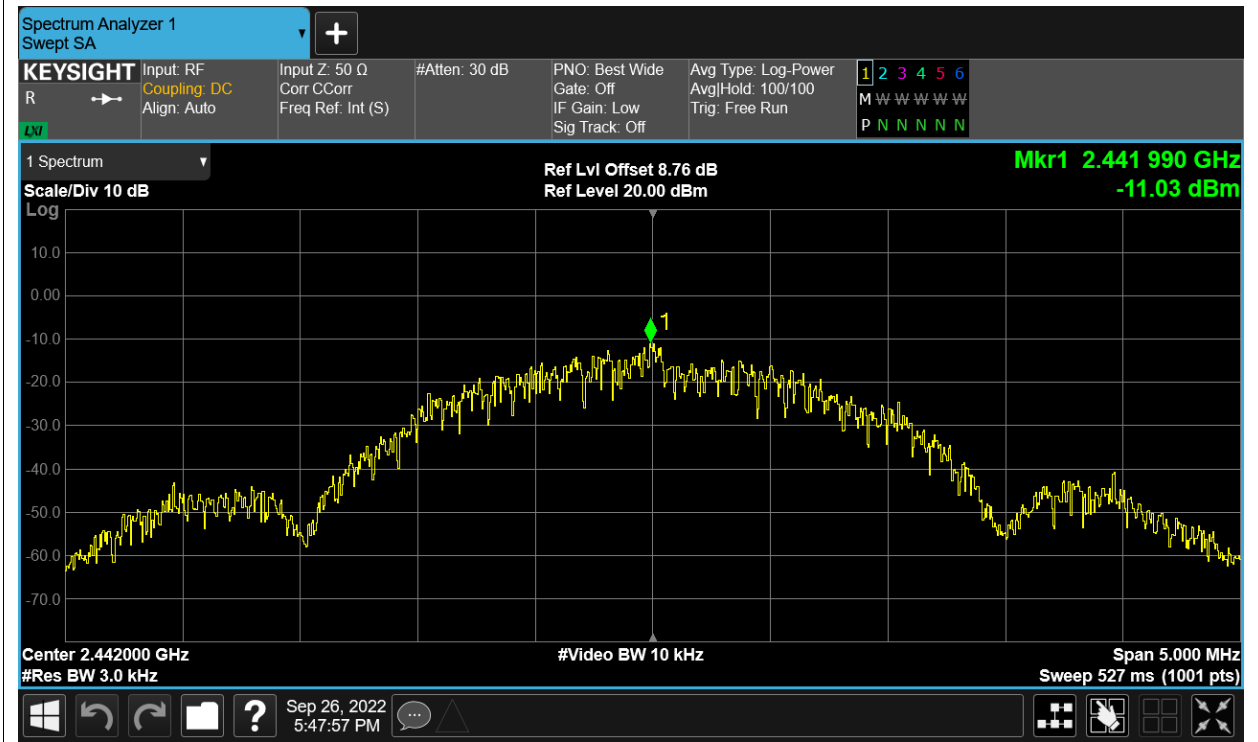 Spectrum Analyzer 1
Swept SA
KEYSIGHT
R
LXI
Input: RF
Coupling: DC
Align: Auto
Input Z: 50 Ω
Corr CCorr
Freq Ref: Int (S)
#Atten: 30 dB
PNO: Best Wide
Gate: Off
IF Gain: Low
Sig Track: Off
Avg Type: Log-Power
Avg|Hold: 100/100
Trig: Free Run
1 2 3 4 5 6
M W W W W W
P N N N N N
1 Spectrum
Scale/Div 10 dB
Log
Ref Lvl Offset 8.76 dB
Ref Level 20.00 dBm
Mkr1 2.441 990 GHz
-11.03 dBm
10.0
0.00
-10.0
-20.0
-30.0
-40.0
-50.0
-60.0
-70.0
1
Center 2.442000 GHz
#Res BW 3.0 kHz
#Video BW 10 kHz
Span 5.000 MHz
Sweep 527 ms (1001 pts)
?
Sep 26, 2022
5:47:57 PM